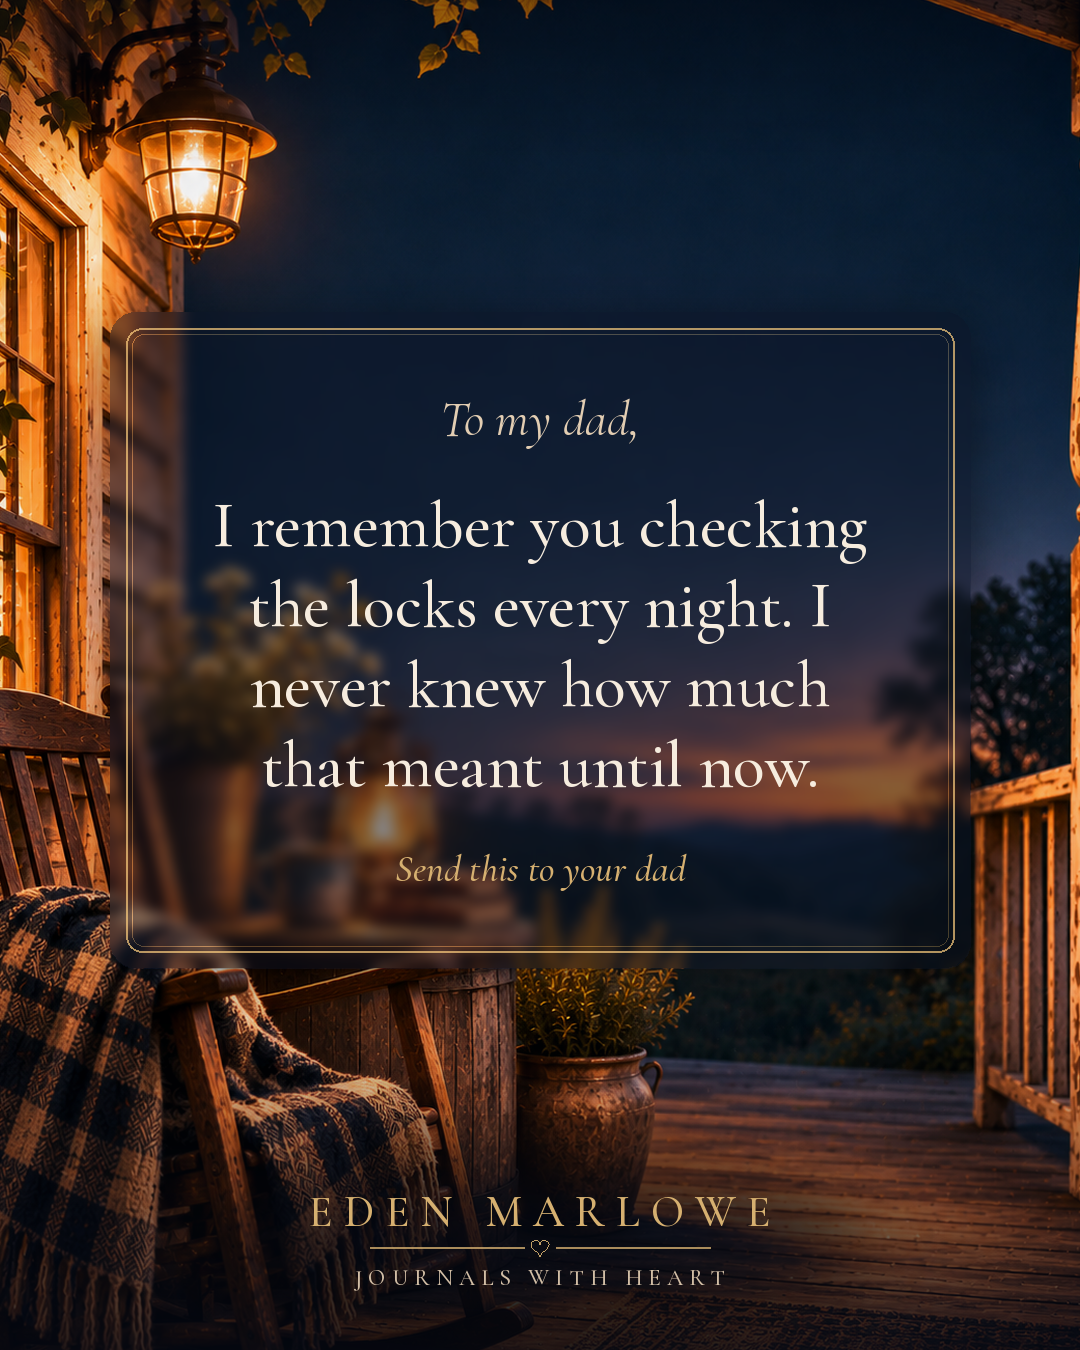 To my dad,
I remember you checking
the locks every night. I
never knew how much
that meant until now.
Send this to your dad
EDEN MARLOWE
JOURNALS WITH HEART